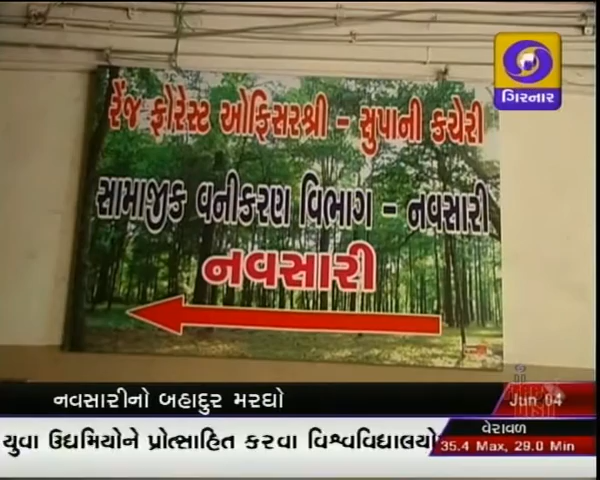 ગિરનાર
રેંજ ફોરેસ્ટ ઓફિસરશ્રી - સુપાની કચેરી
સામાજીક વનીકરણ વિભાગ - નવસારી
નવસારી
નવસારીનો બહાદુર મરઘો
Jun 04
યુવા ઉદ્યમિયોને પ્રોત્સાહિત કરવા વિશ્વવિદ્યાલયો
વેરાવળ
35.4 Max, 29.0 Min